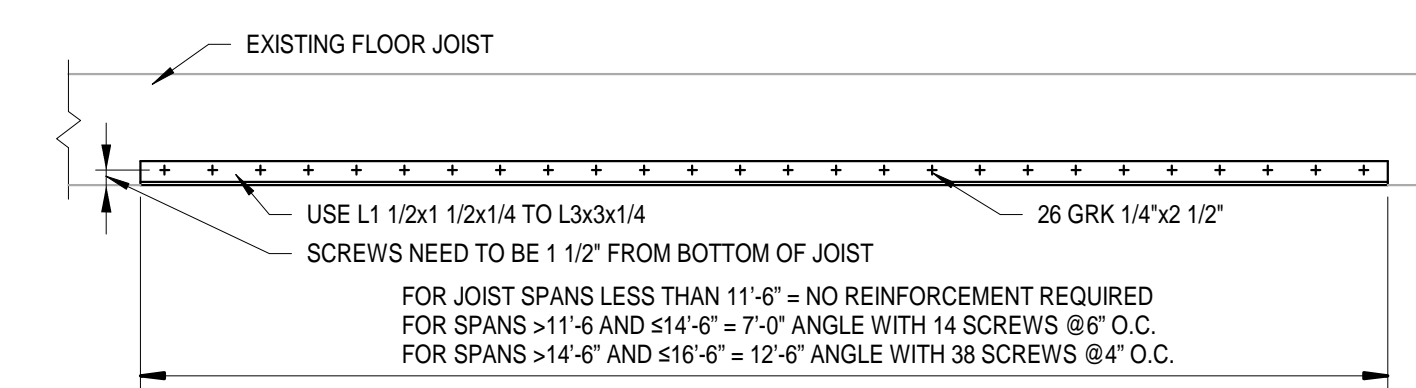 EXISTING FLOOR JOIST
USE L1 1/2x1 1/2x1/4 TO L3x3x1/4
26 GRK 1/4"x2 1/2"
SCREWS NEED TO BE 1 1/2" FROM BOTTOM OF JOIST
FOR JOIST SPANS LESS THAN 11’-6” = NO REINFORCEMENT REQUIRED
FOR SPANS >11’-6 AND ≤14’-6” = 7’-0" ANGLE WITH 14 SCREWS @6” O.C.
FOR SPANS >14’-6” AND ≤16’-6” = 12’-6” ANGLE WITH 38 SCREWS @4” O.C.